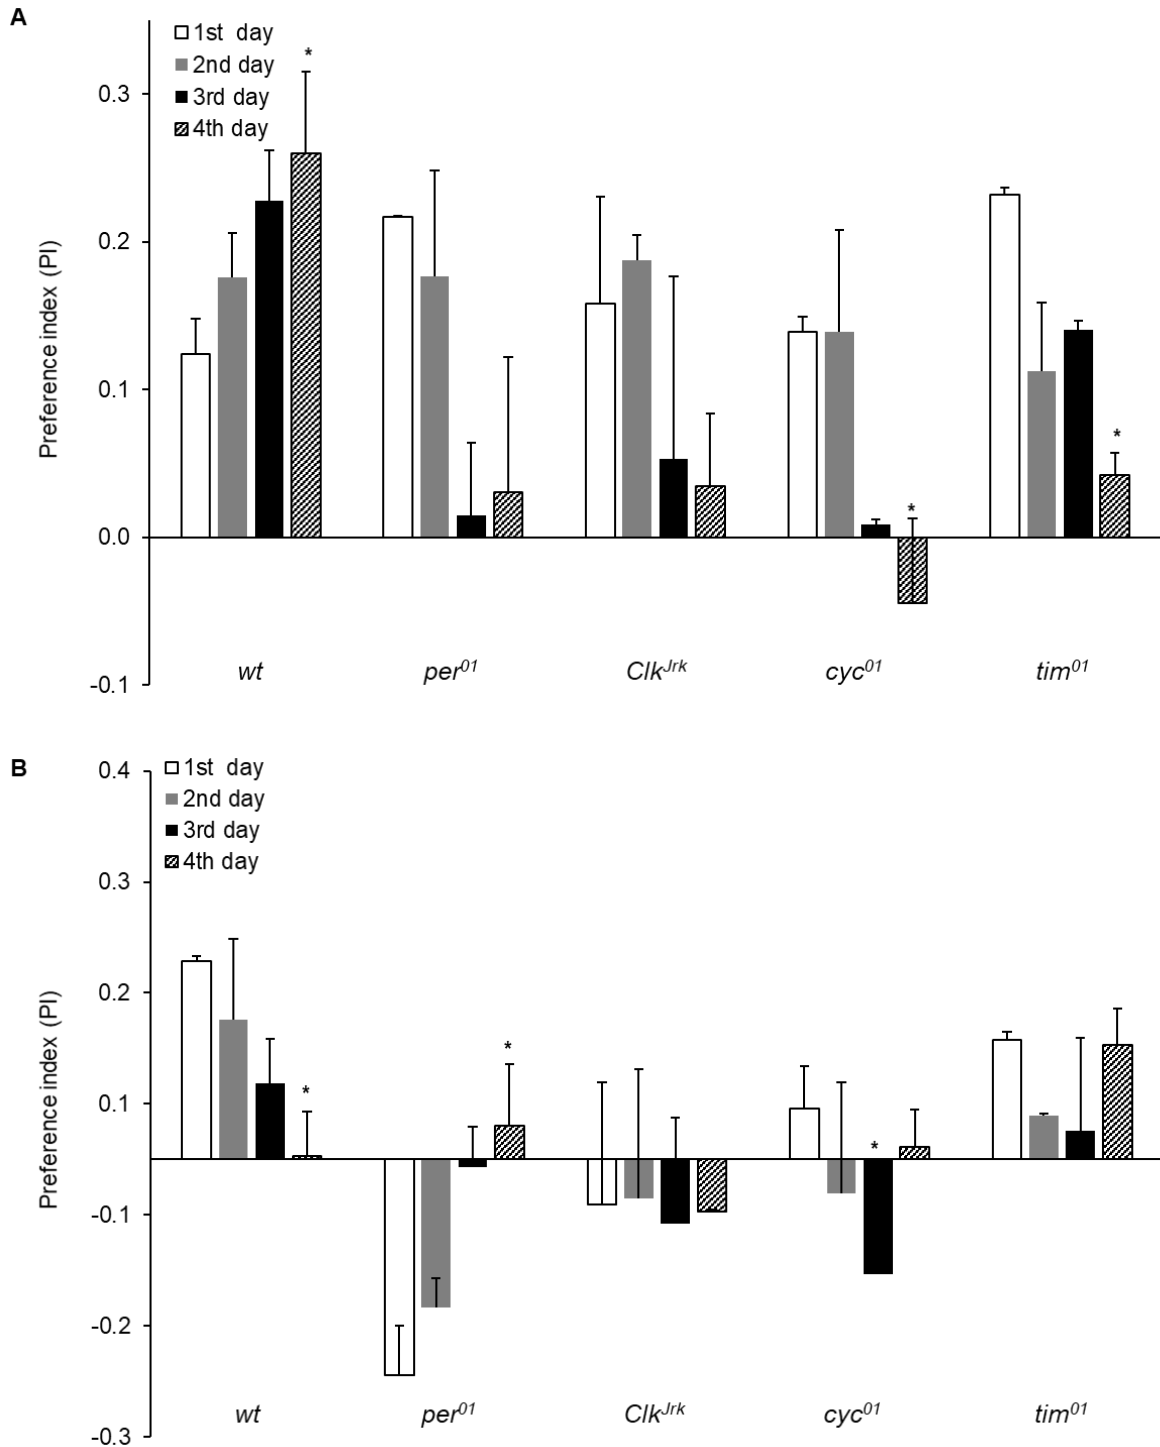 A
1st day
2nd day
3rd day
4th day
*
0.3
0.2
0.1
0.0
-0.1
Preference index (PI)
*
*
wt
per01
ClkJrk
cyc01
tim01
B
1st day
2nd day
3rd day
4th day
0.4
0.3
0.2
0.1
-0.1
-0.2
-0.3
Preference index (PI)
*
*
*
wt
per01
ClkJrk
cyc01
tim01